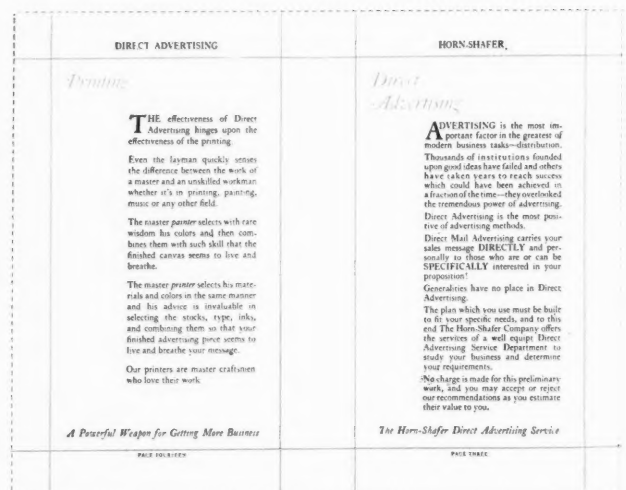 DIRECT ADVERTISING
Printing
THE effectiveness of Direct
Advertising hinges upon the
effectiveness of the printing.
Even the layman quickly senses
the difference between the work of
a master and an unskilled workman
whether it's in printing, painting,
music or any other field.
The master painter selects with rare
wisdom his colors and then com-
bines them with such skill that the
finished canvas seems to live and
breathe.
The master printer selects his mate-
rials and colors in the same manner
and his advice is invaluable in
selecting the stocks, type, inks,
and combining them so that your
finished advertising piece seems to
live and breathe your message.
Our printers are master craftsmen
who love their work
A Powerful Weapon for Getting More Business
PAGE FOURTEEN
HORN-SHAFER
Direct
Advertising
ADVERTISING is the most im-
portant factor in the greatest of
modern business tasks—distribution.
Thousands of institutions founded
upon good ideas have failed and others
have taken years to reach success
which could have been achieved in
a fraction of the time—they overlooked
the tremendous power of advertising.
Direct Advertising is the most posi-
tive of advertising methods.
Direct Mail Advertising carries your
sales message DIRECTLY and per-
sonally to those who are or can be
SPECIFICALLY interested in your
proposition!
Generalities have no place in Direct
Advertising.
The plan which you use must be built
to fit your specific needs, and to this
end The Horn-Shafer Company offers
the services of a well equipt Direct
Advertising Service Department to
study your business and determine
your requirements.
No charge is made for this preliminary
work, and you may accept or reject
our recommendations as you estimate
their value to you.
The Horn-Shafer Direct Advertising Service
PAGE THREE